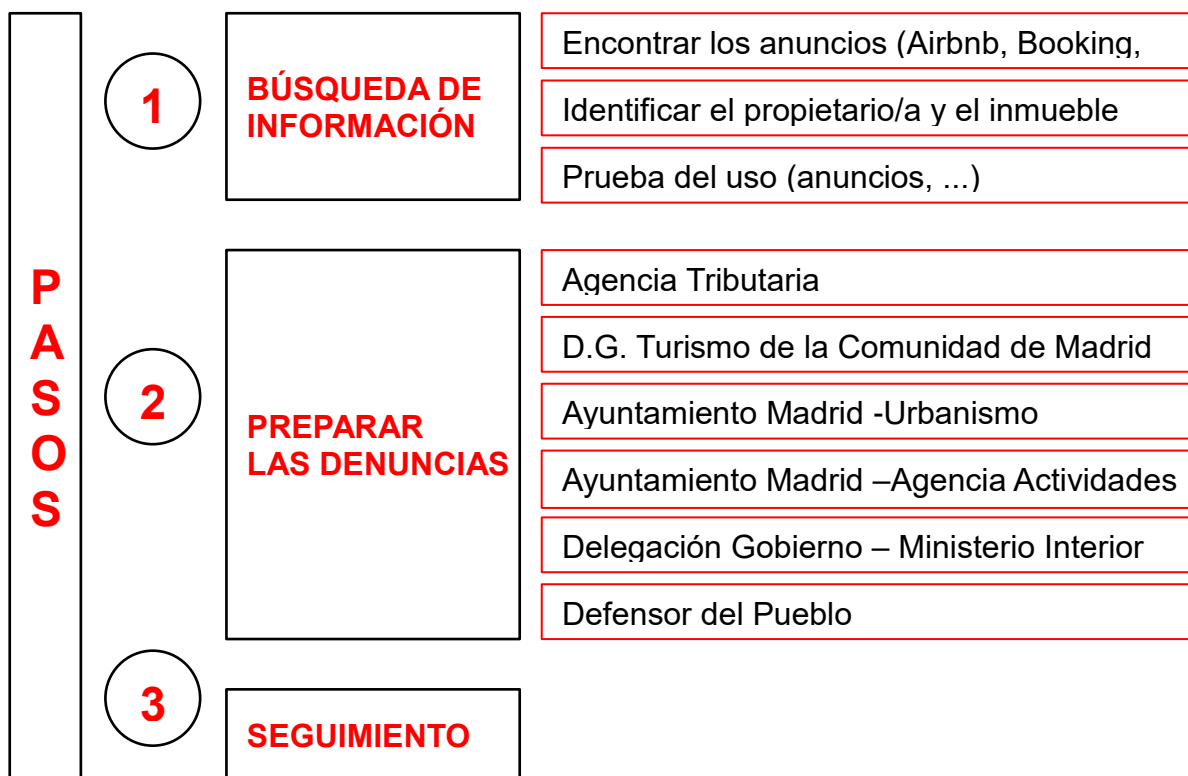 PASOS
1
BÚSQUEDA DE
INFORMACIÓN
Encontrar los anuncios (Airbnb, Booking,
Identificar el propietario/a y el inmueble
Prueba del uso (anuncios, ...)
2
PREPARAR
LAS DENUNCIAS
Agencia Tributaria
D.G. Turismo de la Comunidad de Madrid
Ayuntamiento Madrid -Urbanismo
Ayuntamiento Madrid –Agencia Actividades
Delegación Gobierno – Ministerio Interior
Defensor del Pueblo
3
SEGUIMIENTO